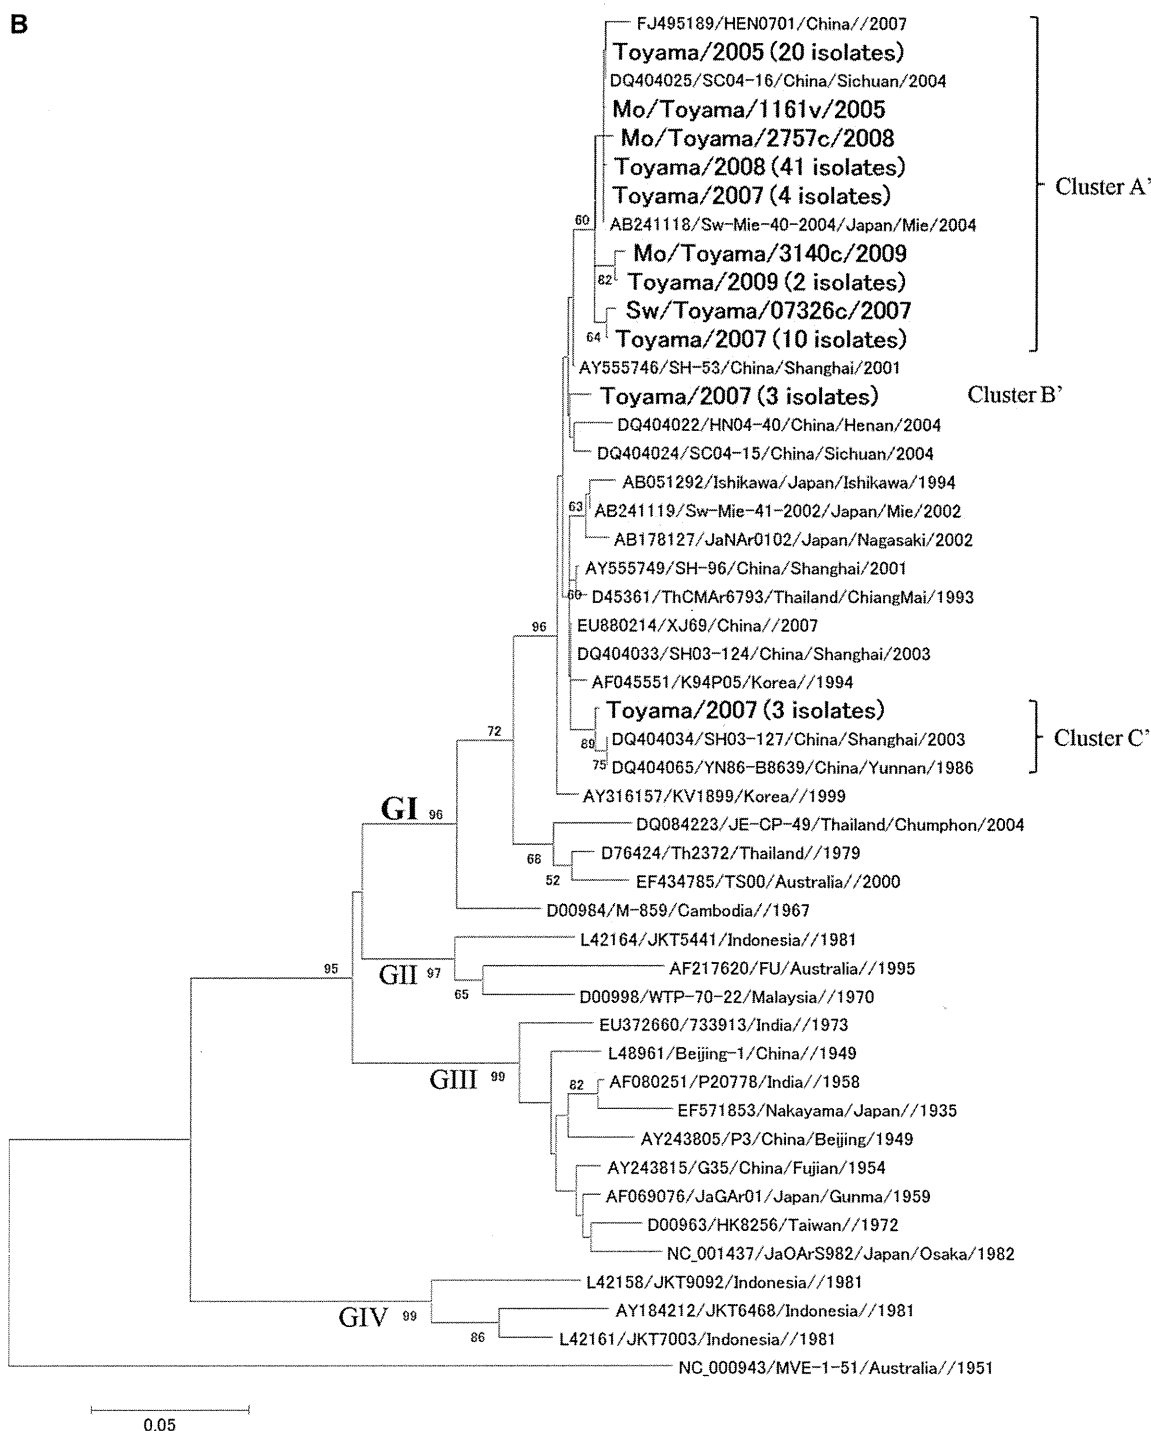 B
FJ495189/HEN0701/China//2007
Toyama/2005 (20 isolates)
DQ404025/SC04-16/China/Sichuan/2004
Mo/Toyama/1161v/2005
Mo/Toyama/2757c/2008
Toyama/2008 (41 isolates)
Cluster A'
Toyama/2007 (4 isolates)
60
AB241118/Sw-Mie-40-2004/Japan/Mie/2004
Mo/Toyama/3140c/2009
82
Toyama/2009 (2 isolates)
Sw/Toyama/07326c/2007
64
Toyama/2007 (10 isolates)
AY555746/SH-53/China/Shanghai/2001
Toyama/2007 (3 isolates)
Cluster B'
DQ404022/HN04-40/China/Henan/2004
DQ404024/SC04-15/China/Sichuan/2004
AB051292/Ishikawa/Japan/Ishikawa/1994
63
AB241119/Sw-Mie-41-2002/Japan/Mie/2002
AB178127/JaNAr0102/Japan/Nagasaki/2002
AY555749/SH-96/China/Shanghai/2001
60
D45361/ThCMAr6793/Thailand/ChiangMai/1993
96
EU880214/XJ69/China//2007
DQ404033/SH03-124/China/Shanghai/2003
AF045551/K94P05/Korea//1994
Toyama/2007 (3 isolates)
72
89
DQ404034/SH03-127/China/Shanghai/2003
Cluster C'
75
DQ404065/YN86-B8639/China/Yunnan/1986
AY316157/KV1899/Korea//1999
GI 96
DQ084223/JE-CP-49/Thailand/Chumphon/2004
68
D76424/Th2372/Thailand//1979
52
EF434785/TS00/Australia//2000
D00984/M-859/Cambodia//1967
L42164/JKT5441/Indonesia//1981
95
GII 97
AF217620/FU/Australia//1995
65
D00998/WTP-70-22/Malaysia//1970
EU372660/733913/India//1973
L48961/Beijing-1/China//1949
GIII 99
82
AF080251/P20778/India//1958
EF571853/Nakayama/Japan//1935
AY243805/P3/China/Beijing/1949
AY243815/G35/China/Fujian/1954
AF069076/JaGAr01/Japan/Gunma/1959
D00963/HK8256/Taiwan//1972
NC_001437/JaOArS982/Japan/Osaka/1982
L42158/JKT9092/Indonesia//1981
GIV 99
AY184212/JKT6468/Indonesia//1981
86
L42161/JKT7003/Indonesia//1981
NC_000943/MVE-1-51/Australia//1951
0.05